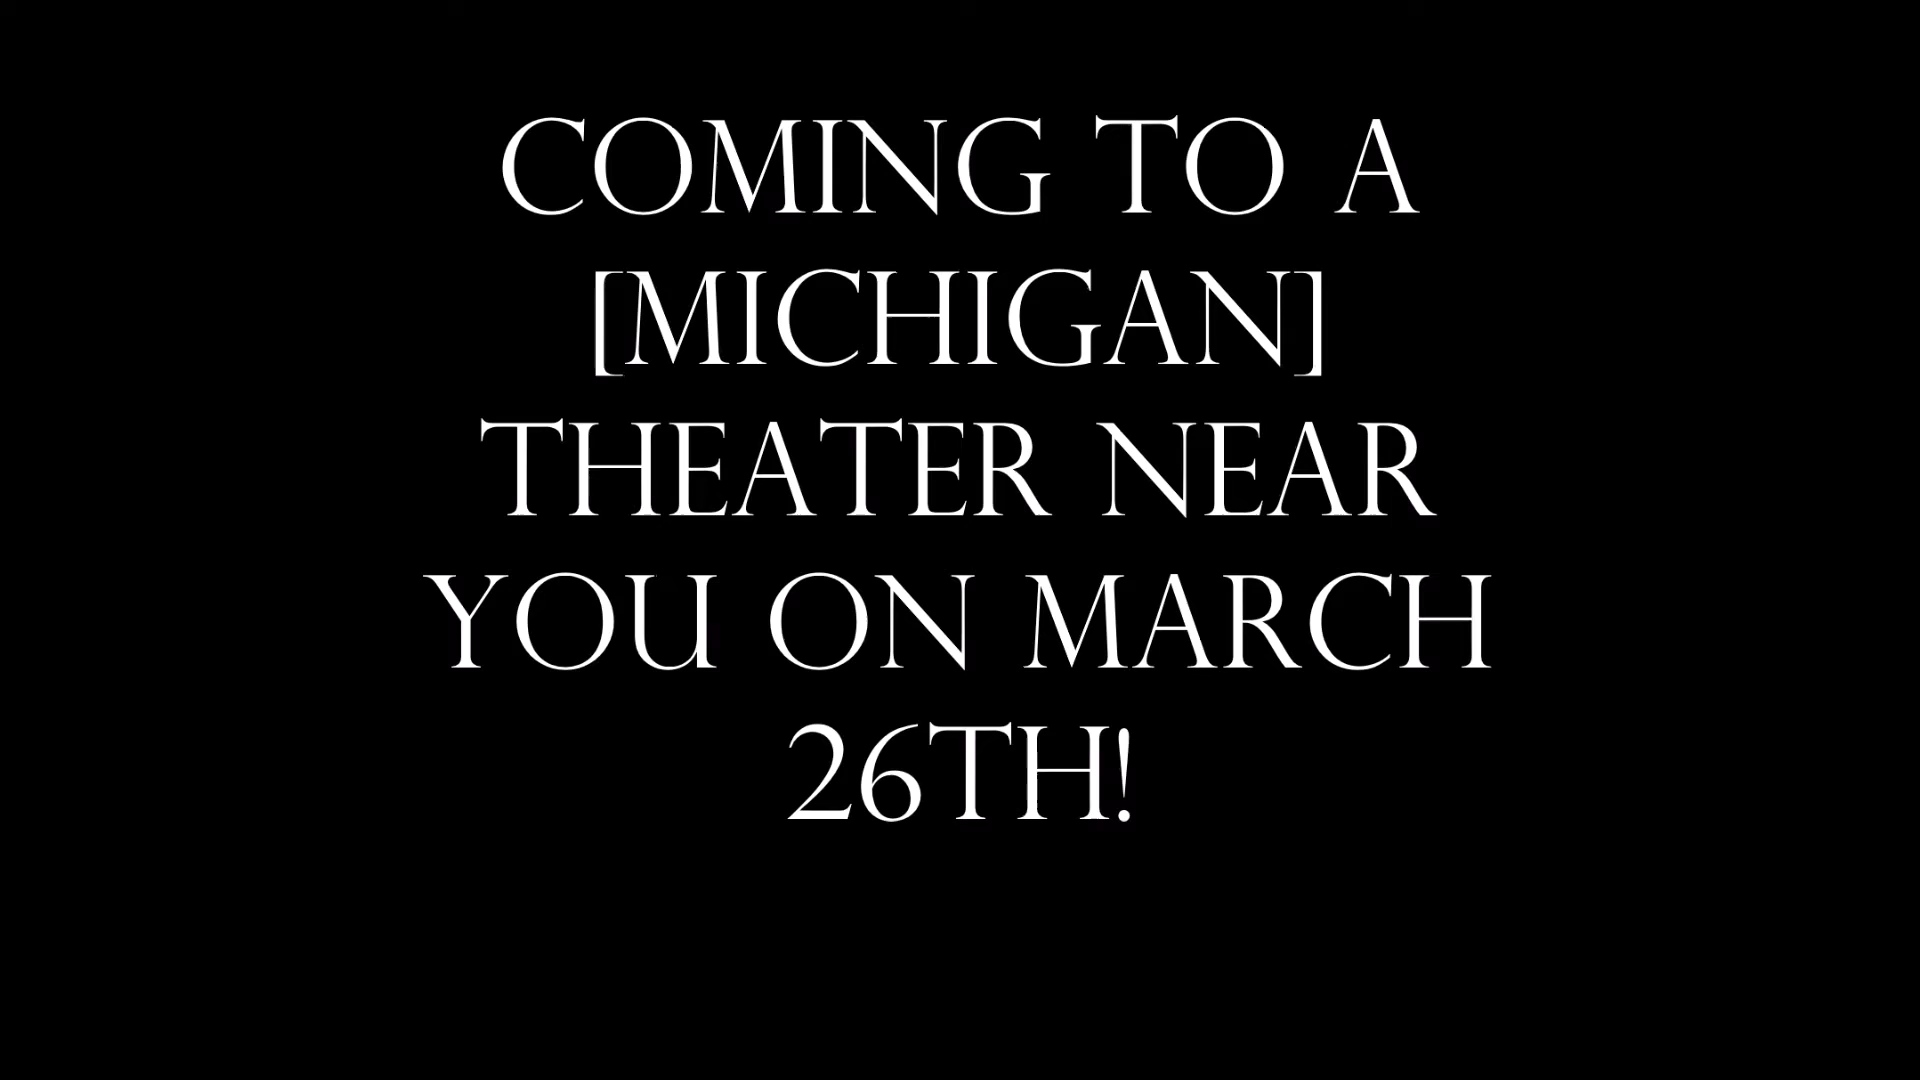 COMING TO A
[MICHIGAN]
THEATER NEAR
YOU ON MARCH
26TH!